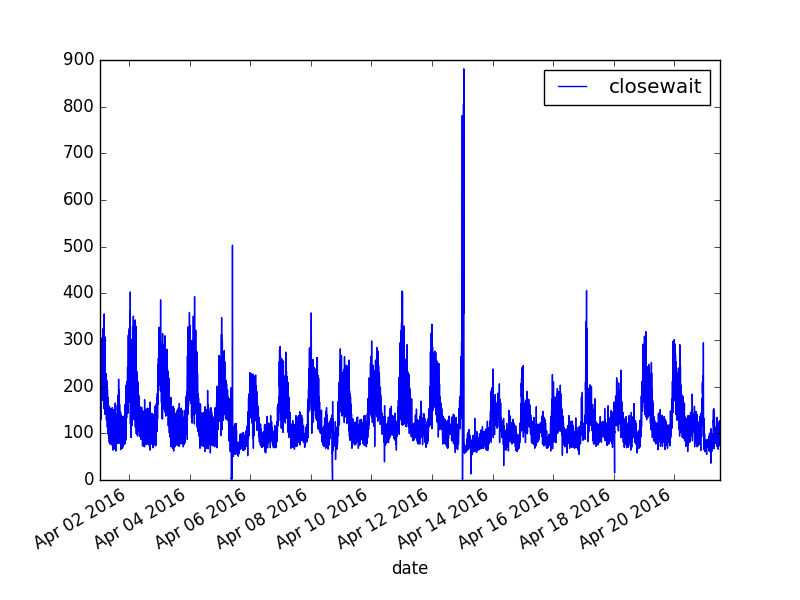 900
800
700
600
500
400
300
200
100
0
closewait
Apr 02 2016
Apr 04 2016
Apr 06 2016
Apr 08 2016
Apr 10 2016
Apr 12 2016
Apr 14 2016
Apr 16 2016
Apr 18 2016
Apr 20 2016
date